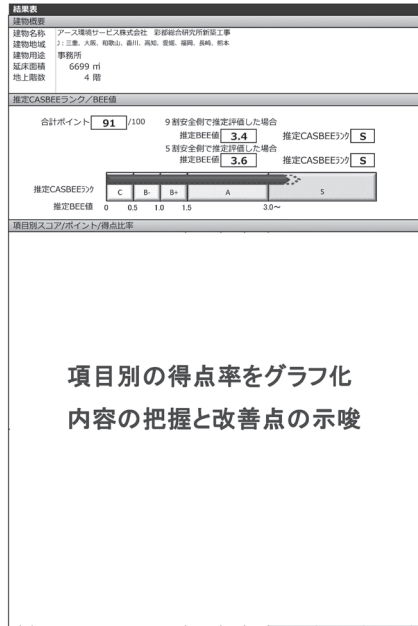 結果表
建物概要
建物名称 アース環境サービス株式会社 彩都総合研究所新築工事
建物地域 J:三重、大阪、和歌山、香川、高知、愛媛、福岡、長崎、熊本
建物用途 事務所
延床面積 6699 ㎡
地上階数 4 階
推定CASBEEランク/BEE値
合計ポイント 91 /100 9割安全側で推定評価した場合
推定BEE値 3.4 推定CASBEEランク S
5割安全側で推定評価した場合
推定BEE値 3.6 推定CASBEEランク S
推定CASBEEランク C B- B+ A S
推定BEE値 0 0.5 1.0 1.5 3.0～
項目別スコア/ポイント/得点比率
項目別の得点率をグラフ化
内容の把握と改善点の示唆